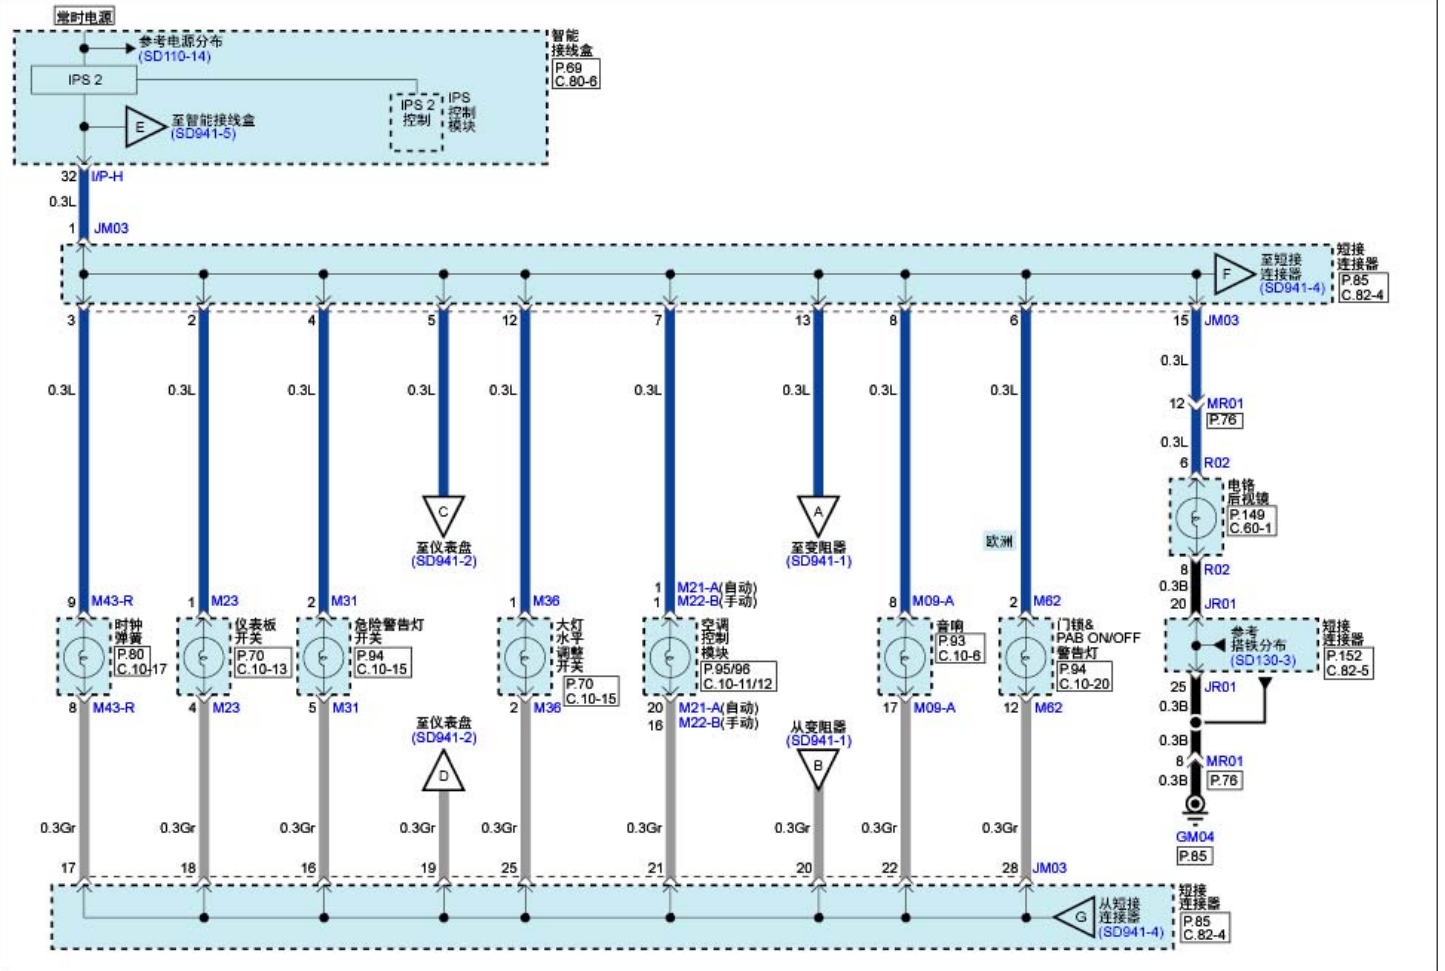 常时电源
参考电源分布
(SD110-14)
智能
接线盒
P.69
C.80-6
IPS 2
IPS 2
控制
IPS
控制
模块
E
至智能接线盒
(SD941-5)
32
I/P-H
0.3L
1
JM03
F
至短接
连接器
(SD941-4)
短接
连接器
P.85
C.82-4
3
2
4
5
12
7
13
8
6
15
JM03
0.3L
0.3L
0.3L
0.3L
0.3L
0.3L
0.3L
0.3L
0.3L
0.3L
12
MR01
P.76
0.3L
6
R02
C
至仪表盘
(SD941-2)
A
至变阻器
(SD941-1)
欧洲
电铬
后视镜
P.149
C.60-1
8
R02
0.3B
9
M43-R
1
M23
2
M31
1
M36
1
M21-A(自动)
1
M22-B(手动)
8
M09-A
2
M62
20
JR01
时钟
弹簧
P.80
C.10-17
仪表板
开关
P.70
C.10-13
危险警告灯
开关
P.94
C.10-15
大灯
水平
调整
开关
P.70
C.10-15
空调
控制
模块
P.95/96
C.10-11/12
音响
P.93
C.10-6
门锁&
PAB ON/OFF
警告灯
P.94
C.10-20
参考
搭铁分布
(SD130-3)
短接
连接器
P.152
C.82-5
8
M43-R
4
M23
5
M31
2
M36
20
M21-A(自动)
16
M22-B(手动)
17
M09-A
12
M62
25
JR01
0.3B
至仪表盘
(SD941-2)
D
从变阻器
(SD941-1)
B
0.3B
8
MR01
0.3B
P.76
GM04
P.85
0.3Gr
0.3Gr
0.3Gr
0.3Gr
0.3Gr
0.3Gr
0.3Gr
0.3Gr
0.3Gr
17
18
16
19
25
21
20
22
28
JM03
G
从短接
连接器
(SD941-4)
短接
连接器
P.85
C.82-4